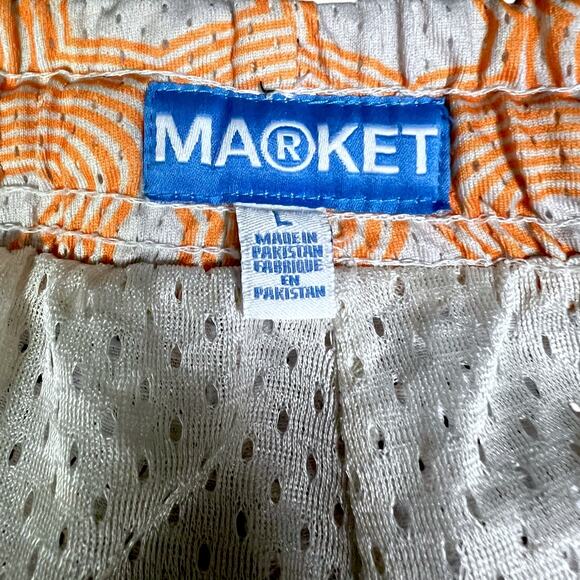 MA®KET
L
MADE IN
PAKISTAN
FABRIQUE
EN
PAKISTAN